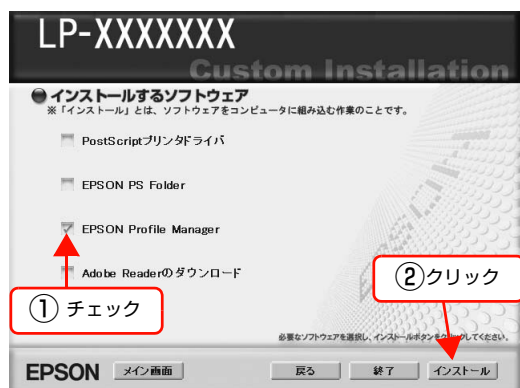 LP-XXXXXXX
Custom Installation
インストールするソフトウェア
※「インストール」とは、ソフトウェアをコンピュータに組み込む作業のことです。
PostScriptプリンタドライバ
EPSON PS Folder
EPSON Profile Manager
Adobe Readerのダウンロード
① チェック
②クリック
必要なソフトウェアを選択し、インストールボタンをクリックしてください。
EPSON
メイン画面
戻る
終了
インストール
EPSON